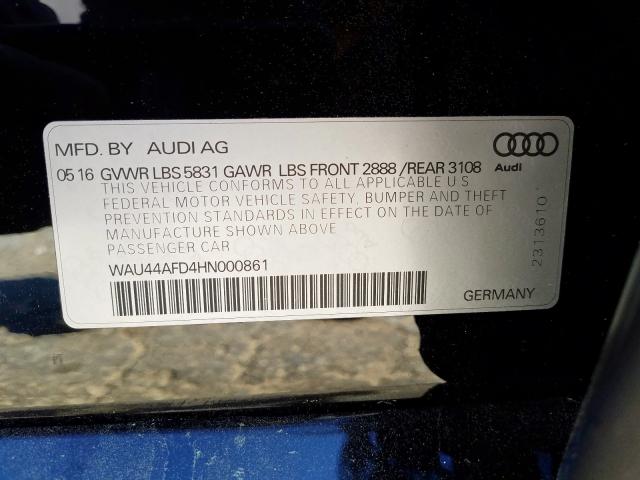 MFD. BY AUDI AG
05 16 GVWR LBS 5831 GAWR LBS FRONT 2888 / REAR 3108
THIS VEHICLE CONFORMS TO ALL APPLICABLE U S
FEDERAL MOTOR VEHICLE SAFETY, BUMPER AND THEFT
PREVENTION STANDARDS IN EFFECT ON THE DATE OF
MANUFACTURE SHOWN ABOVE
PASSENGER CAR
WAU44AFD4HN000861
Audi
2313610
GERMANY